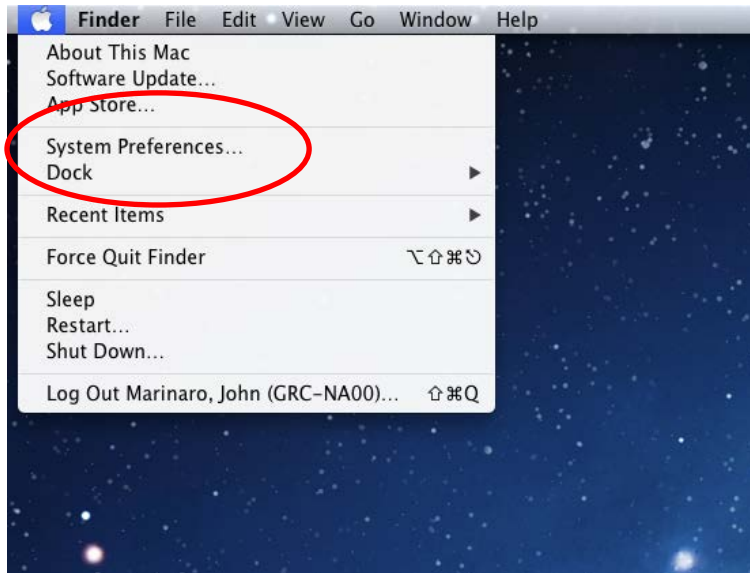 Finder File Edit View Go Window Help
About This Mac
Software Update...
App Store...
System Preferences...
Dock ▶
Recent Items ▶
Force Quit Finder ⌥⇧⌘⎋
Sleep
Restart...
Shut Down...
Log Out Marinaro, John (GRC-NA00)... ⇧⌘Q